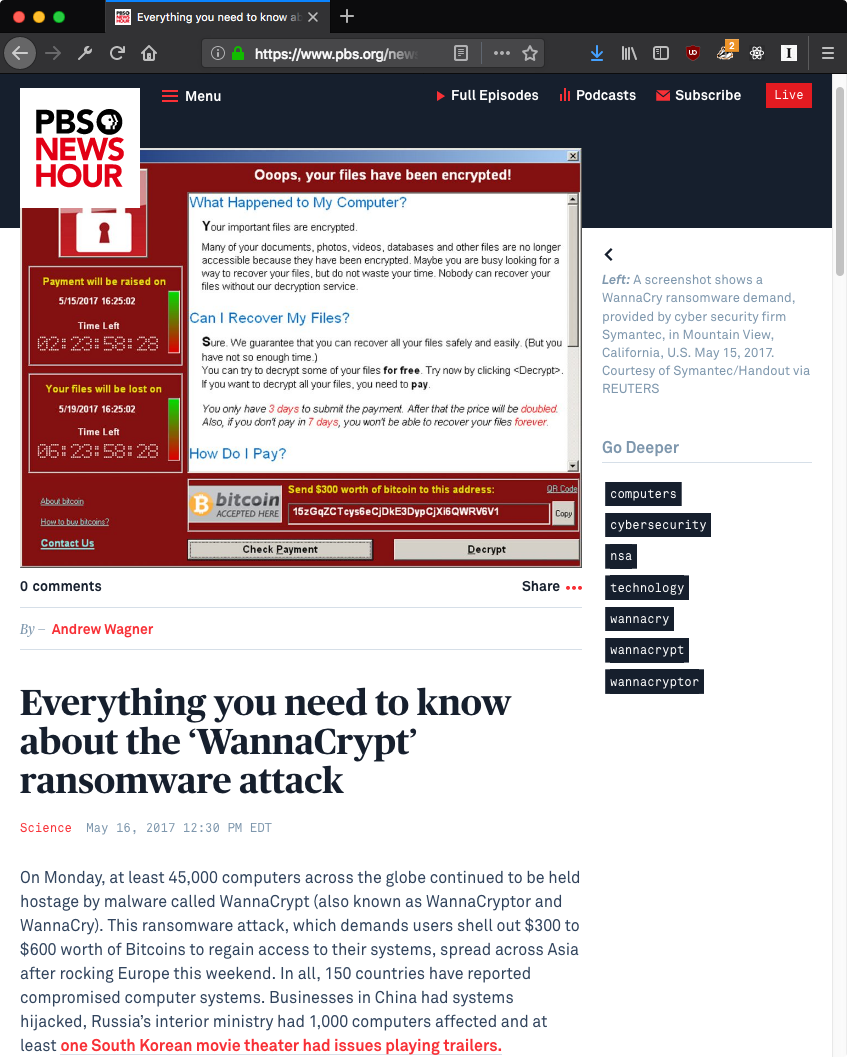 Everything you need to know ab
https://www.pbs.org/new
UD
2
I
PBS
NEWS
HOUR
Menu
Full Episodes
Podcasts
Subscribe
Live
Ooops, your files have been encrypted!
Payment will be raised on
5/15/2017 16:25:02
Time Left
02:23:58:28
Your files will be lost on
5/19/2017 16:25:02
Time Left
06:23:58:28
About bitcoin
How to buy bitcoins?
Contact Us
What Happened to My Computer?
Your important files are encrypted.
Many of your documents, photos, videos, databases and other files are no longer
accessible because they have been encrypted. Maybe you are busy looking for a
way to recover your files, but do not waste your time. Nobody can recover your
files without our decryption service.
Can I Recover My Files?
Sure. We guarantee that you can recover all your files safely and easily. (But you
have not so enough time.)
You can try to decrypt some of your files for free. Try now by clicking <Decrypt>.
If you want to decrypt all your files, you need to pay.
You only have 3 days to submit the payment. After that the price will be doubled.
Also, if you don't pay in 7 days, you won't be able to recover your files forever.
How Do I Pay?
bitcoin
ACCEPTED HERE
Send $300 worth of bitcoin to this address:
QR Code
15zGqZCTcys6eCjDkE3DypCjXi6QWRV6V1
Copy
Check Payment
Decrypt
Left: A screenshot shows a
WannaCry ransomware demand,
provided by cyber security firm
Symantec, in Mountain View,
California, U.S. May 15, 2017.
Courtesy of Symantec/Handout via
REUTERS
Go Deeper
computers
cybersecurity
nsa
technology
wannacry
wannacrypt
wannacryptor
0 comments
Share
By – Andrew Wagner
Everything you need to know
about the ‘WannaCrypt’
ransomware attack
Science May 16, 2017 12:30 PM EDT
On Monday, at least 45,000 computers across the globe continued to be held
hostage by malware called WannaCrypt (also known as WannaCryptor and
WannaCry). This ransomware attack, which demands users shell out $300 to
$600 worth of Bitcoins to regain access to their systems, spread across Asia
after rocking Europe this weekend. In all, 150 countries have reported
compromised computer systems. Businesses in China had systems
hijacked, Russia’s interior ministry had 1,000 computers affected and at
least one South Korean movie theater had issues playing trailers.